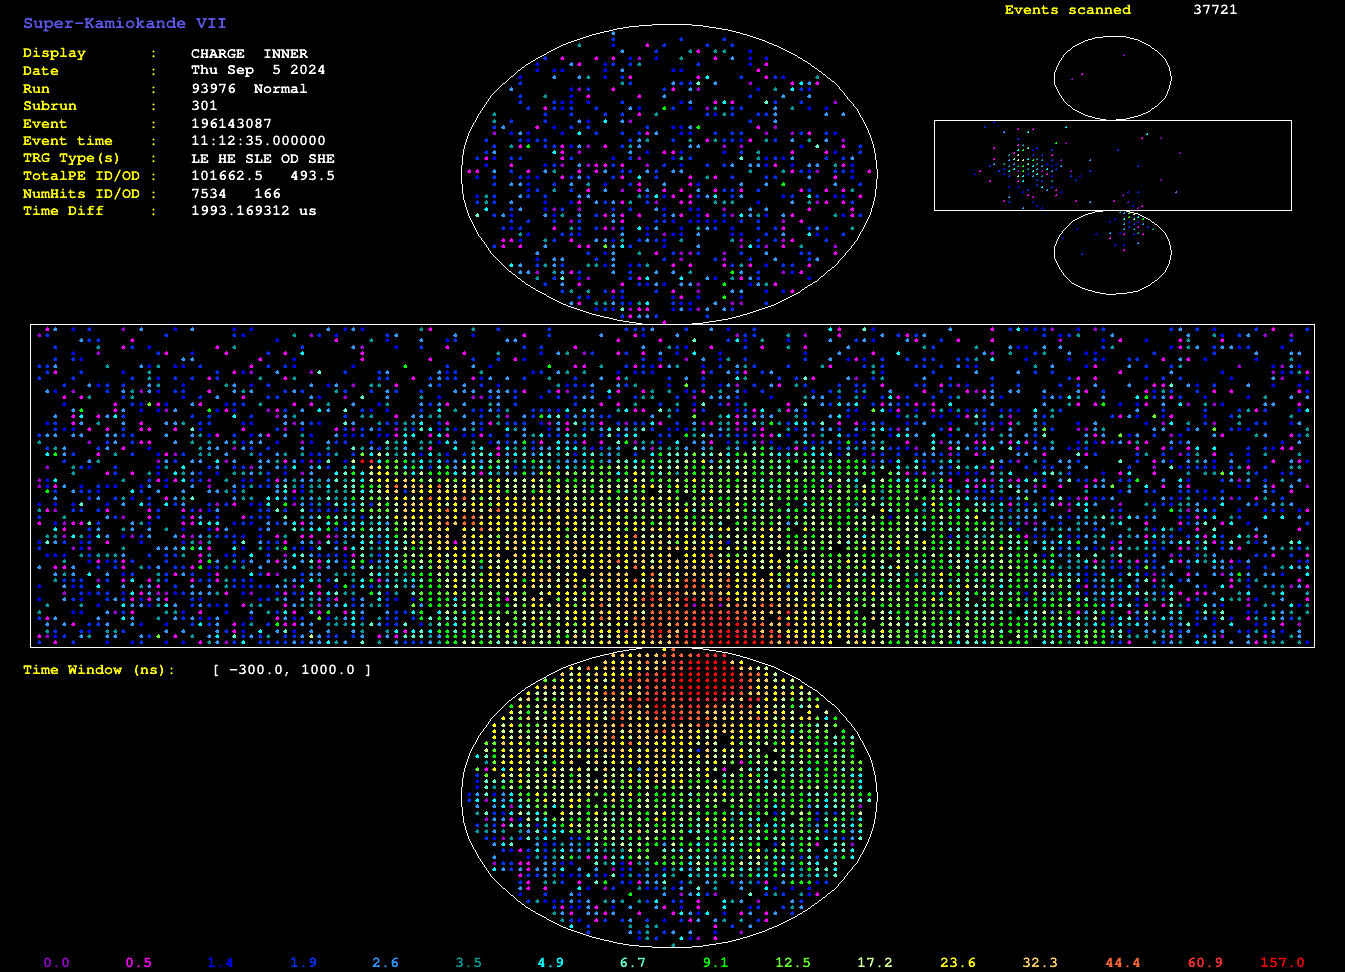 Super-Kamiokande VII
Events scanned 37721
Display : CHARGE INNER
Date : Thu Sep 5 2024
Run : 93976 Normal
Subrun : 301
Event : 196143087
Event time : 11:12:35.000000
TRG Type(s) : LE HE SLE OD SHE
TotalPE ID/OD : 101662.5 493.5
NumHits ID/OD : 7534 166
Time Diff : 1993.169312 us
Time Window (ns): [ -300.0, 1000.0 ]
0.0 0.5 1.4 1.9 2.6 3.5 4.9 6.7 9.1 12.5 17.2 23.6 32.3 44.4 60.9 157.0